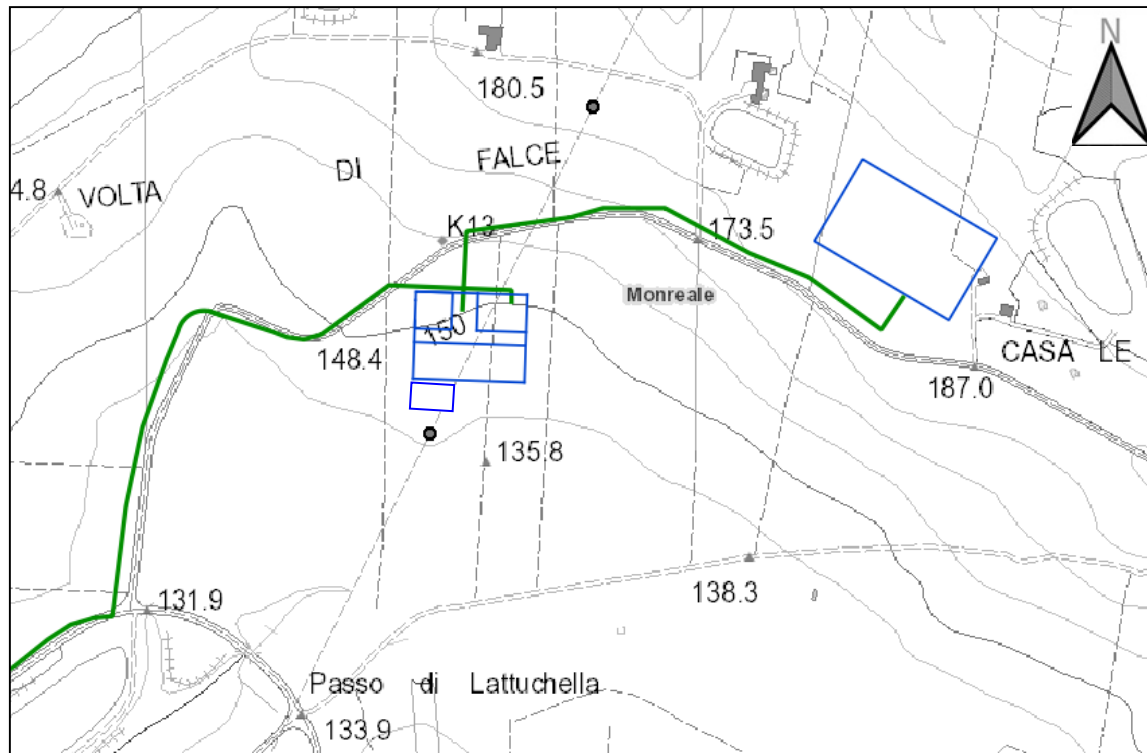 N
180.5
DI FALCE
4.8 VOLTA
K13
173.5
Monreale
150
148.4
CASA LE
187.0
135.8
138.3
131.9
Passo di Lattuchella
133.9